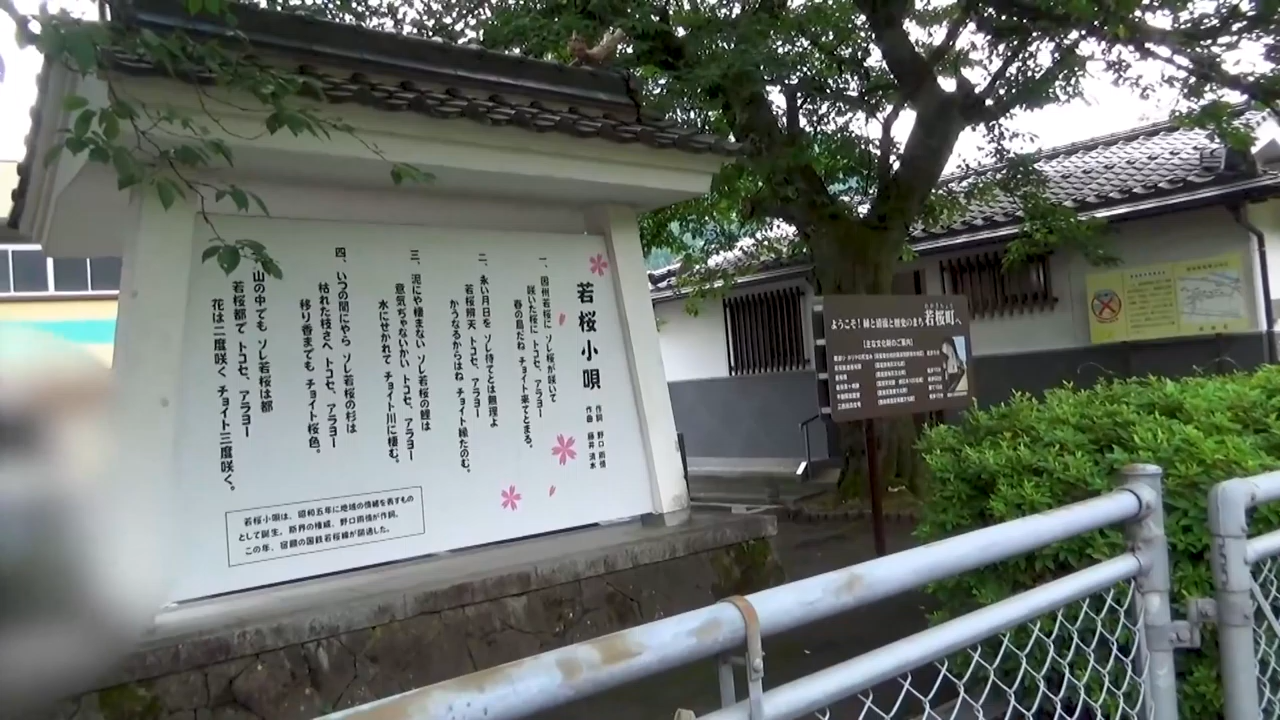 若桜小唄
作詞 野口雨情
作曲 藤井清水
一、因州若桜に ソレ桜が咲いて
咲いた桜に トコセ、アラヨー
春の鳥だね チョイト来てとまる。
二、永い月日を ソレ待てとは無理よ
若桜辨天 トコセ、アラヨー
かうなるからはね チョイト縁たのむ。
三、泥にや棲まない ソレ若桜の鯉は
意気ぢゃないかい トコセ、アラヨー
水にせかれて チョイト川に棲む。
四、いつの間にやら ソレ若桜の杉は
枯れた枝さへ トコセ、アラヨー
移り香までも チョイト桜色。
山の中でも ソレ若桜は都
若桜都で トコセ、アラヨー
花は二度咲く チョイト三度咲く。
若桜小唄は、昭和五年に地域の情緒を表すもの
として誕生。斯界の権威、野口雨情が作詞。
この年、宿願の国鉄若桜線が開通した。
ようこそ!緑と清流と歴史のまち若桜町へ
【主な文化財のご案内】